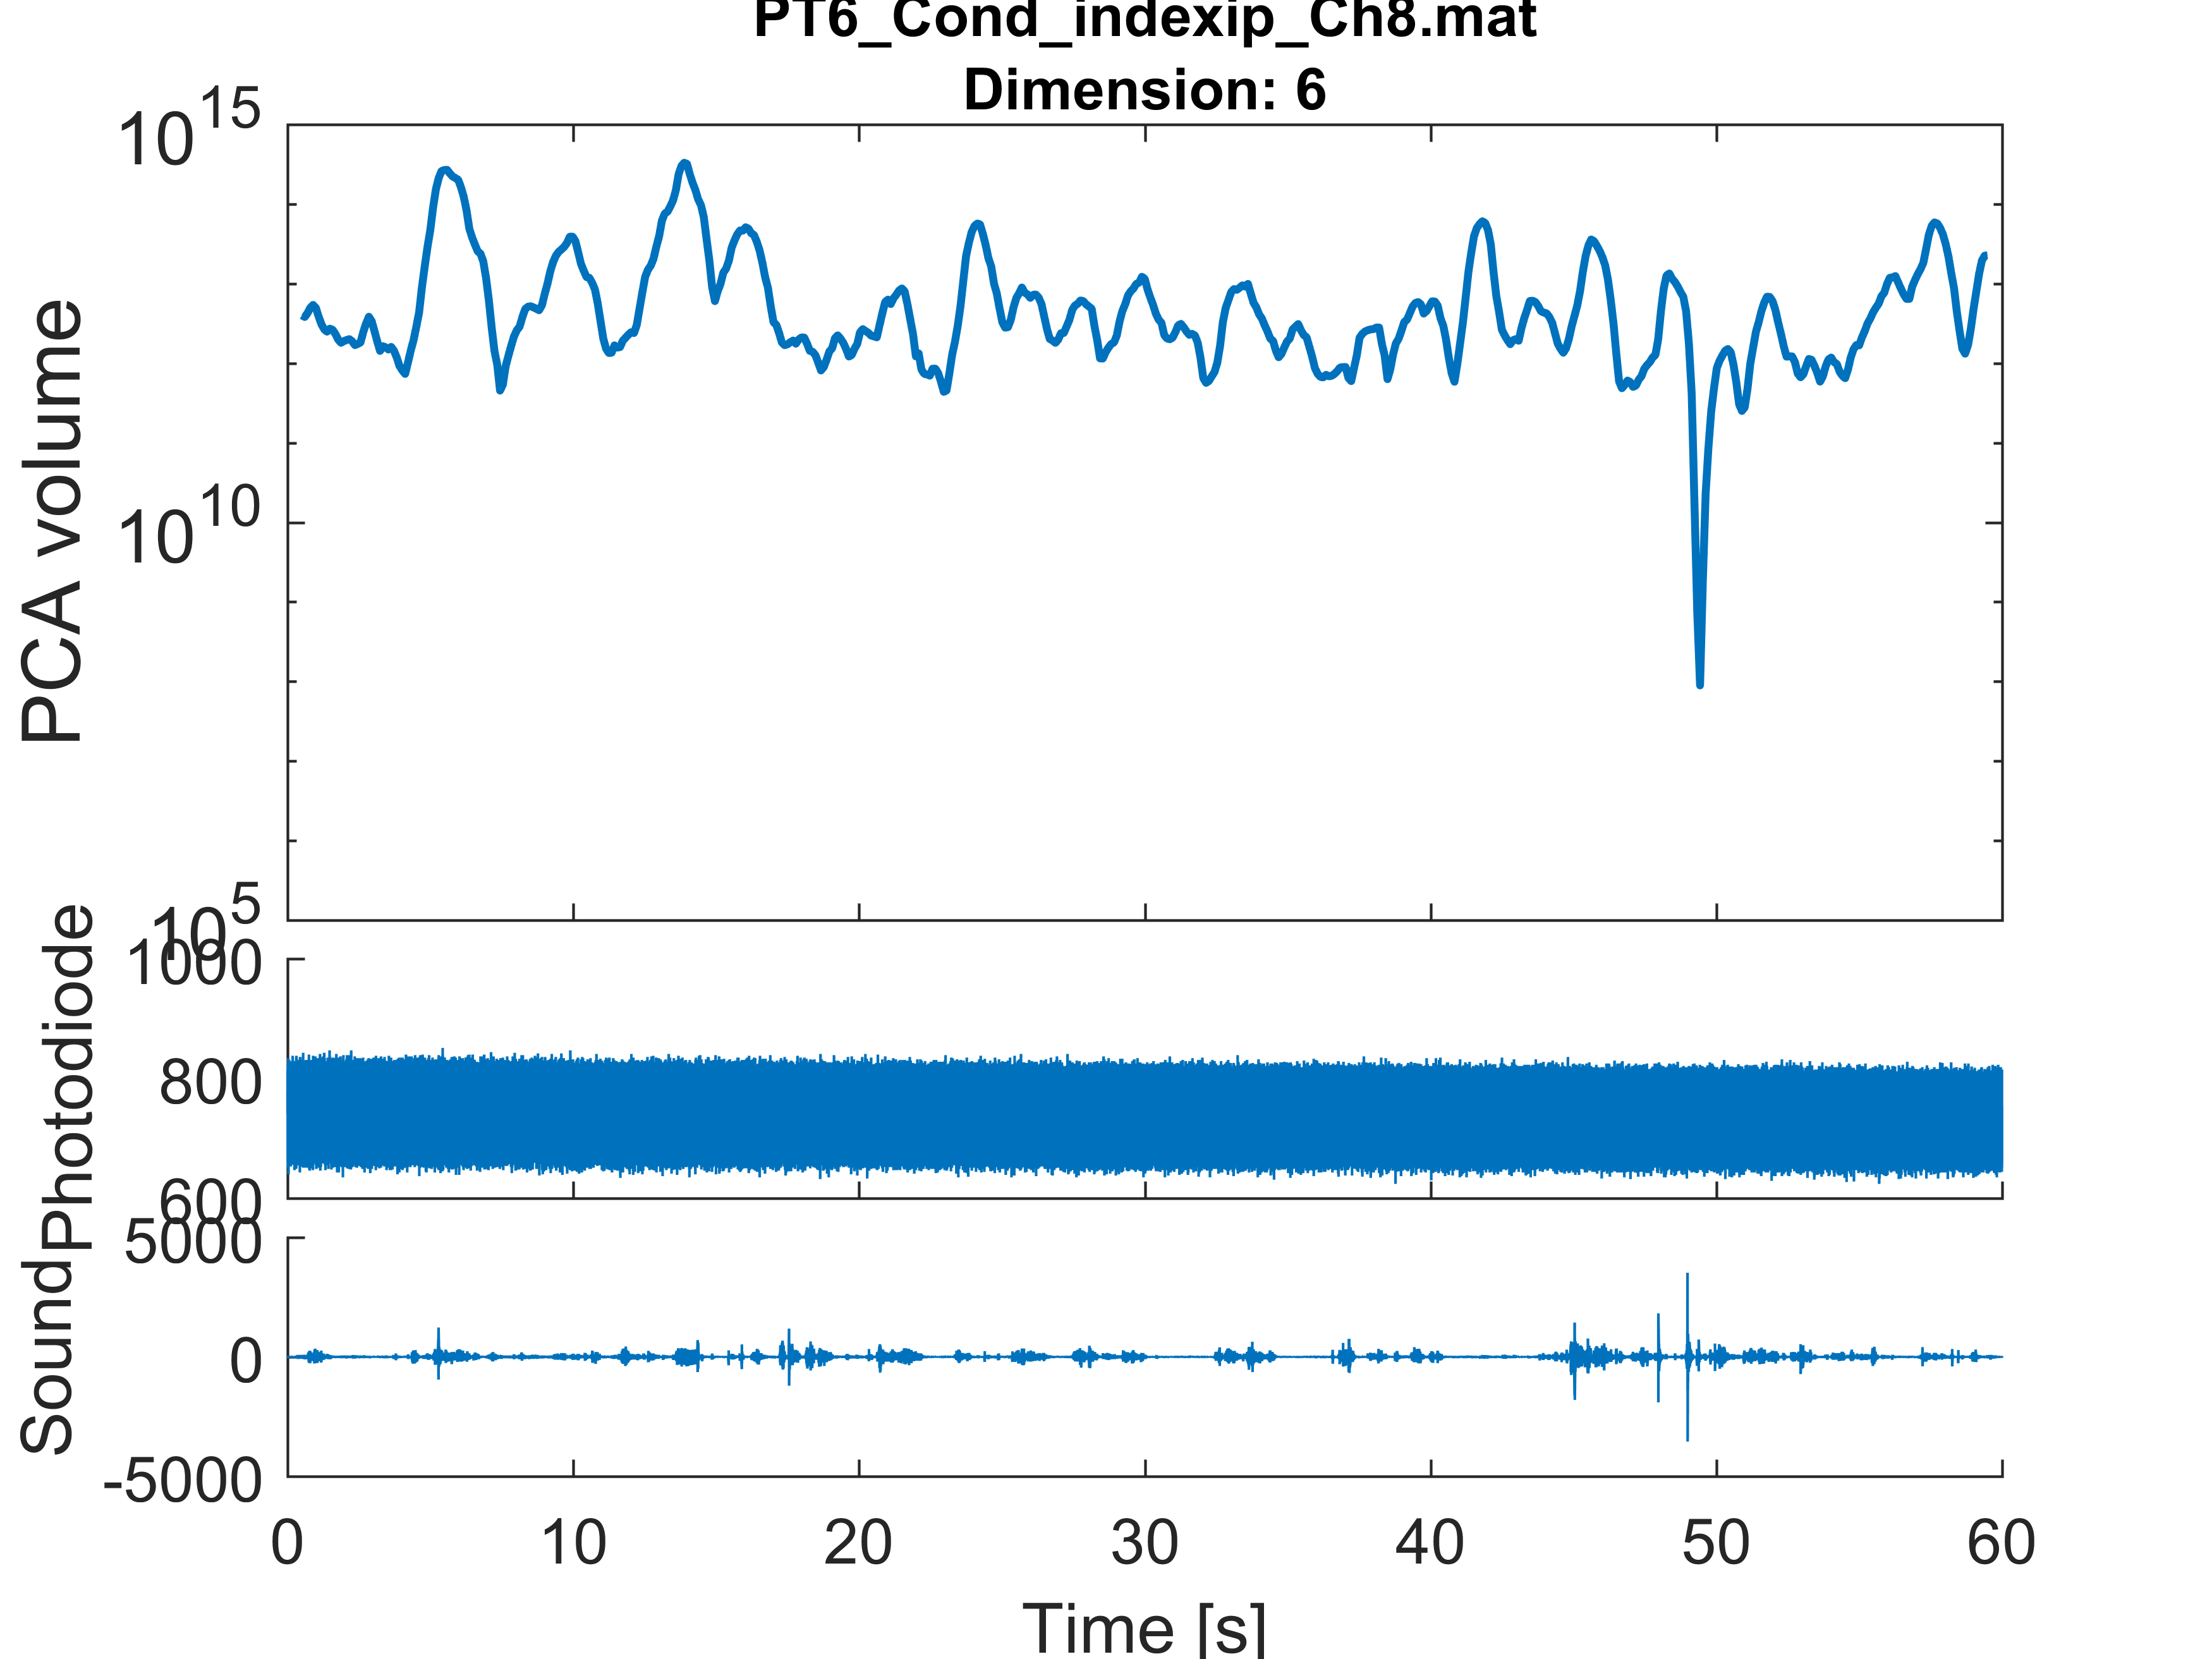 PT6_Cond_indexip_Ch8.mat
Dimension: 6
PCA volume
10^15
10^10
10^5
Photodiode
1000
800
600
Sound
5000
0
-5000
0 10 20 30 40 50 60
Time [s]